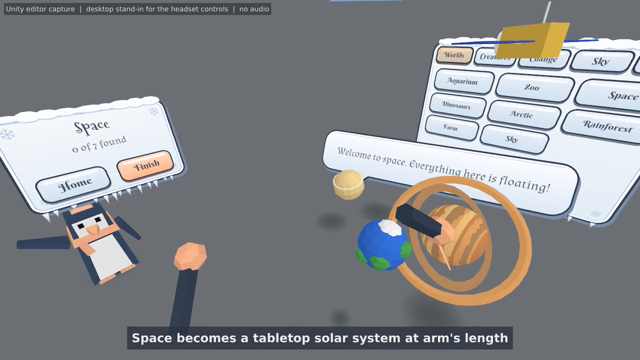 Unity editor capture | desktop stand-in for the headset controls | no audio
Space
0 of 7 found
Home
Finish
Worlds
Creatures
Change
Sky
Aquarium
Zoo
Space
Dinosaurs
Arctic
Rainforest
Farm
Sky
Welcome to space. Everything here is floating!
Space becomes a tabletop solar system at arm's length